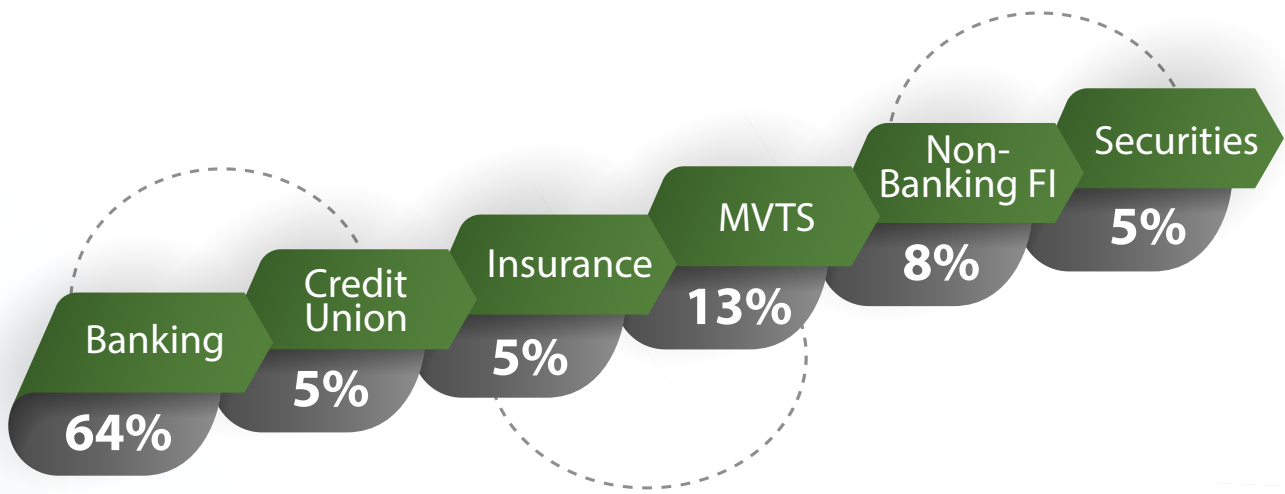 Banking
64%
Credit
Union
5%
Insurance
5%
MVTS
13%
Non-
Banking FI
8%
Securities
5%